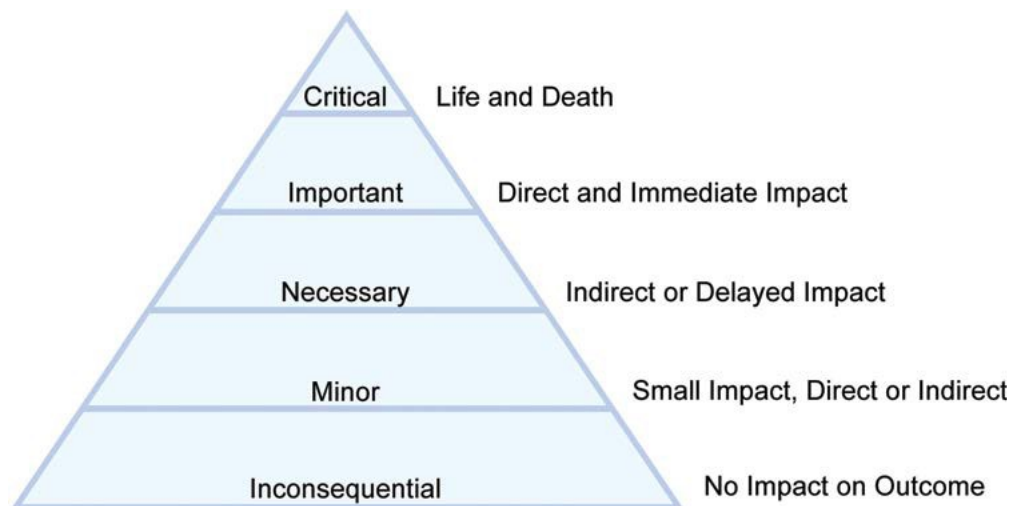 Critical Life and Death
Important Direct and Immediate Impact
Necessary Indirect or Delayed Impact
Minor Small Impact, Direct or Indirect
Inconsequential No Impact on Outcome